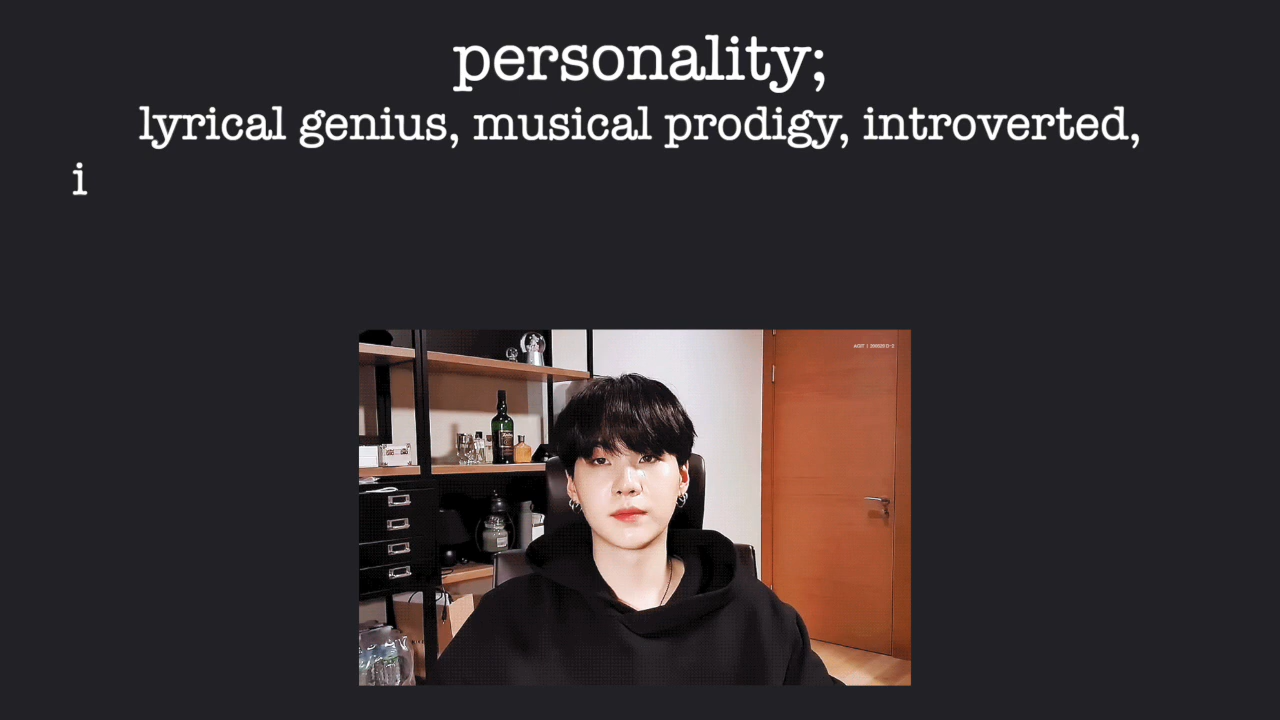 personality;
lyrical genius, musical prodigy, introverted,
i